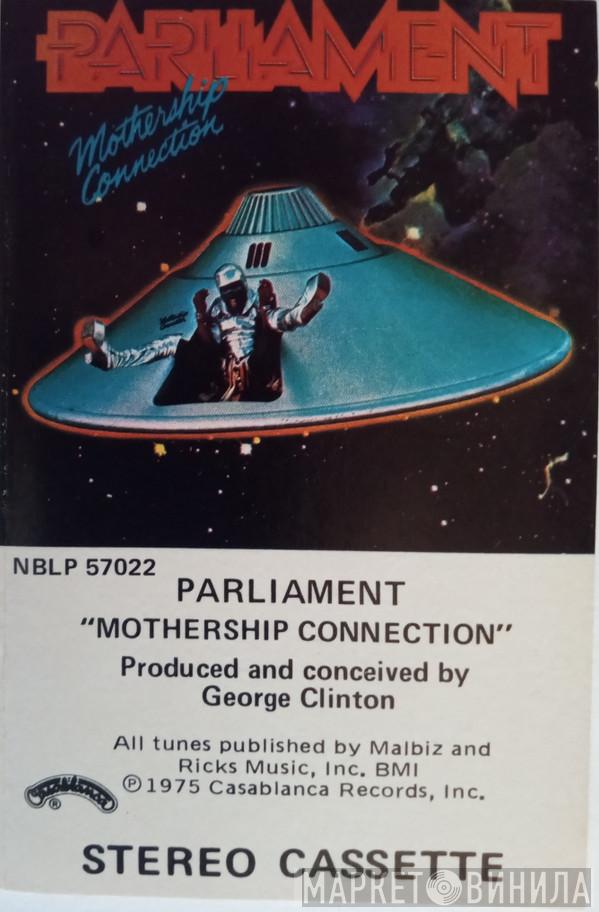 PARLIAMENT
Mothership
Connection
NBLP 57022
PARLIAMENT
"MOTHERSHIP CONNECTION"
Produced and conceived by
George Clinton
All tunes published by Malbiz and
Ricks Music, Inc. BMI
℗1975 Casablanca Records, Inc.
Casablanca
®
STEREO CASSETTE
МАРКЕТ ВИНИЛА